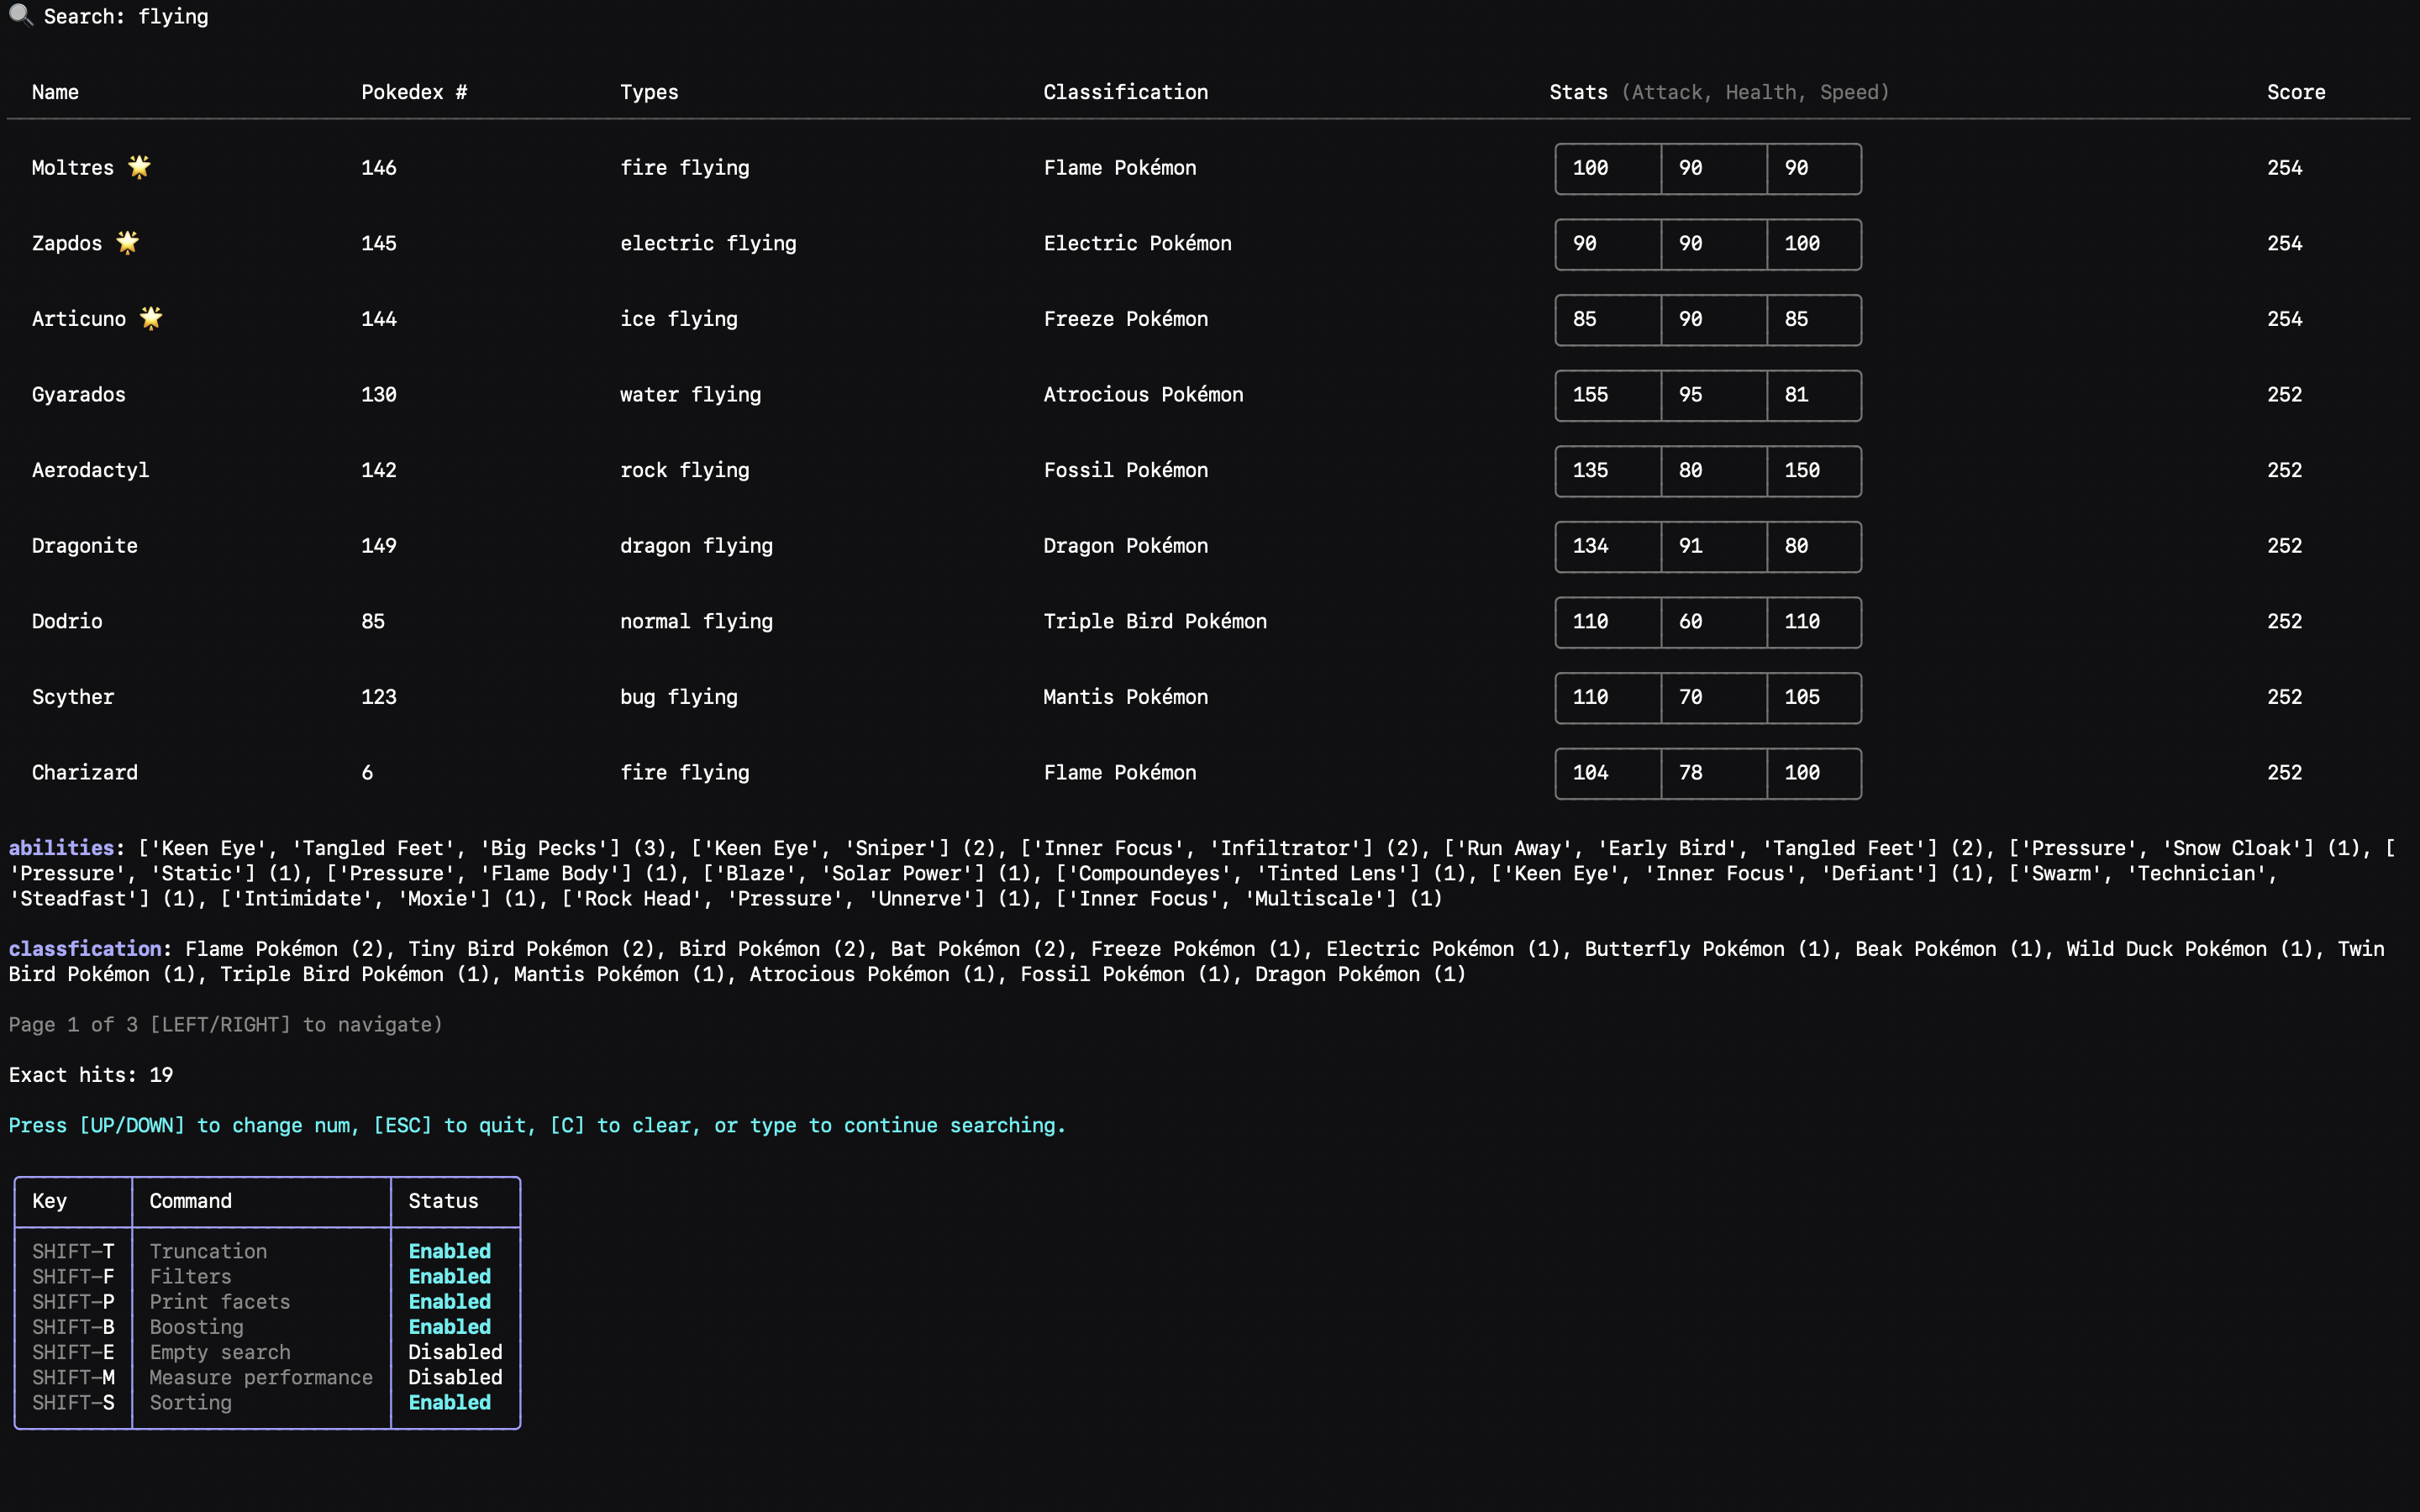 🔍 Search: flying
Name Pokedex # Types Classification Stats (Attack, Health, Speed) Score
Moltres 🌟 146 fire flying Flame Pokémon 100 90 90 254
Zapdos 🌟 145 electric flying Electric Pokémon 90 90 100 254
Articuno 🌟 144 ice flying Freeze Pokémon 85 90 85 254
Gyarados 130 water flying Atrocious Pokémon 155 95 81 252
Aerodactyl 142 rock flying Fossil Pokémon 135 80 150 252
Dragonite 149 dragon flying Dragon Pokémon 134 91 80 252
Dodrio 85 normal flying Triple Bird Pokémon 110 60 110 252
Scyther 123 bug flying Mantis Pokémon 110 70 105 252
Charizard 6 fire flying Flame Pokémon 104 78 100 252
abilities: ['Keen Eye', 'Tangled Feet', 'Big Pecks'] (3), ['Keen Eye', 'Sniper'] (2), ['Inner Focus', 'Infiltrator'] (2), ['Run Away', 'Early Bird', 'Tangled Feet'] (2), ['Pressure', 'Snow Cloak'] (1), [
'Pressure', 'Static'] (1), ['Pressure', 'Flame Body'] (1), ['Blaze', 'Solar Power'] (1), ['Compoundeyes', 'Tinted Lens'] (1), ['Keen Eye', 'Inner Focus', 'Defiant'] (1), ['Swarm', 'Technician',
'Steadfast'] (1), ['Intimidate', 'Moxie'] (1), ['Rock Head', 'Pressure', 'Unnerve'] (1), ['Inner Focus', 'Multiscale'] (1)
classfication: Flame Pokémon (2), Tiny Bird Pokémon (2), Bird Pokémon (2), Bat Pokémon (2), Freeze Pokémon (1), Electric Pokémon (1), Butterfly Pokémon (1), Beak Pokémon (1), Wild Duck Pokémon (1), Twin
Bird Pokémon (1), Triple Bird Pokémon (1), Mantis Pokémon (1), Atrocious Pokémon (1), Fossil Pokémon (1), Dragon Pokémon (1)
Page 1 of 3 [LEFT/RIGHT] to navigate)
Exact hits: 19
Press [UP/DOWN] to change num, [ESC] to quit, [C] to clear, or type to continue searching.
Key Command Status
SHIFT-T Truncation Enabled
SHIFT-F Filters Enabled
SHIFT-P Print facets Enabled
SHIFT-B Boosting Enabled
SHIFT-E Empty search Disabled
SHIFT-M Measure performance Disabled
SHIFT-S Sorting Enabled